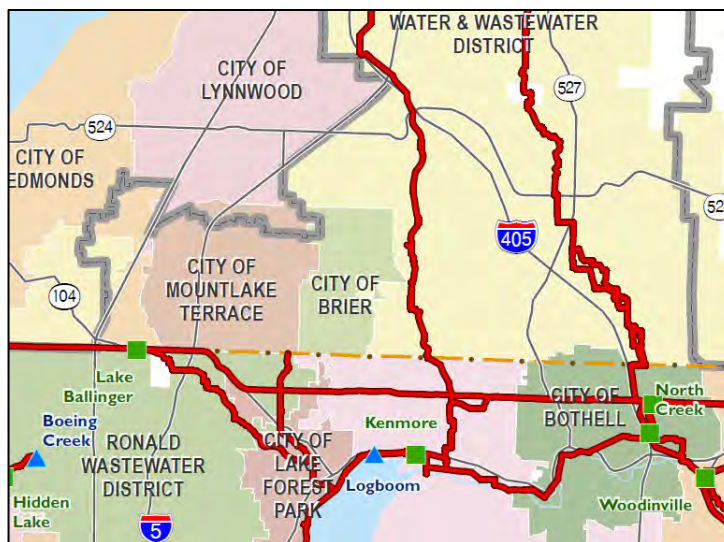 WATER & WASTEWATER
DISTRICT
CITY OF
LYNNWOOD
527
524
CITY OF
EDMONDS
52
405
CITY OF
MOUNTLAKE
TERRACE
CITY OF
BRIER
104
Lake
Ballinger
North
Creek
CITY OF
BOTHELL
Boeing
Creek
Kenmore
RONALD
WASTEWATER
DISTRICT
CITY OF
LAKE
FOREST
PARK
Logboom
Hidden
Lake
Woodinville
5